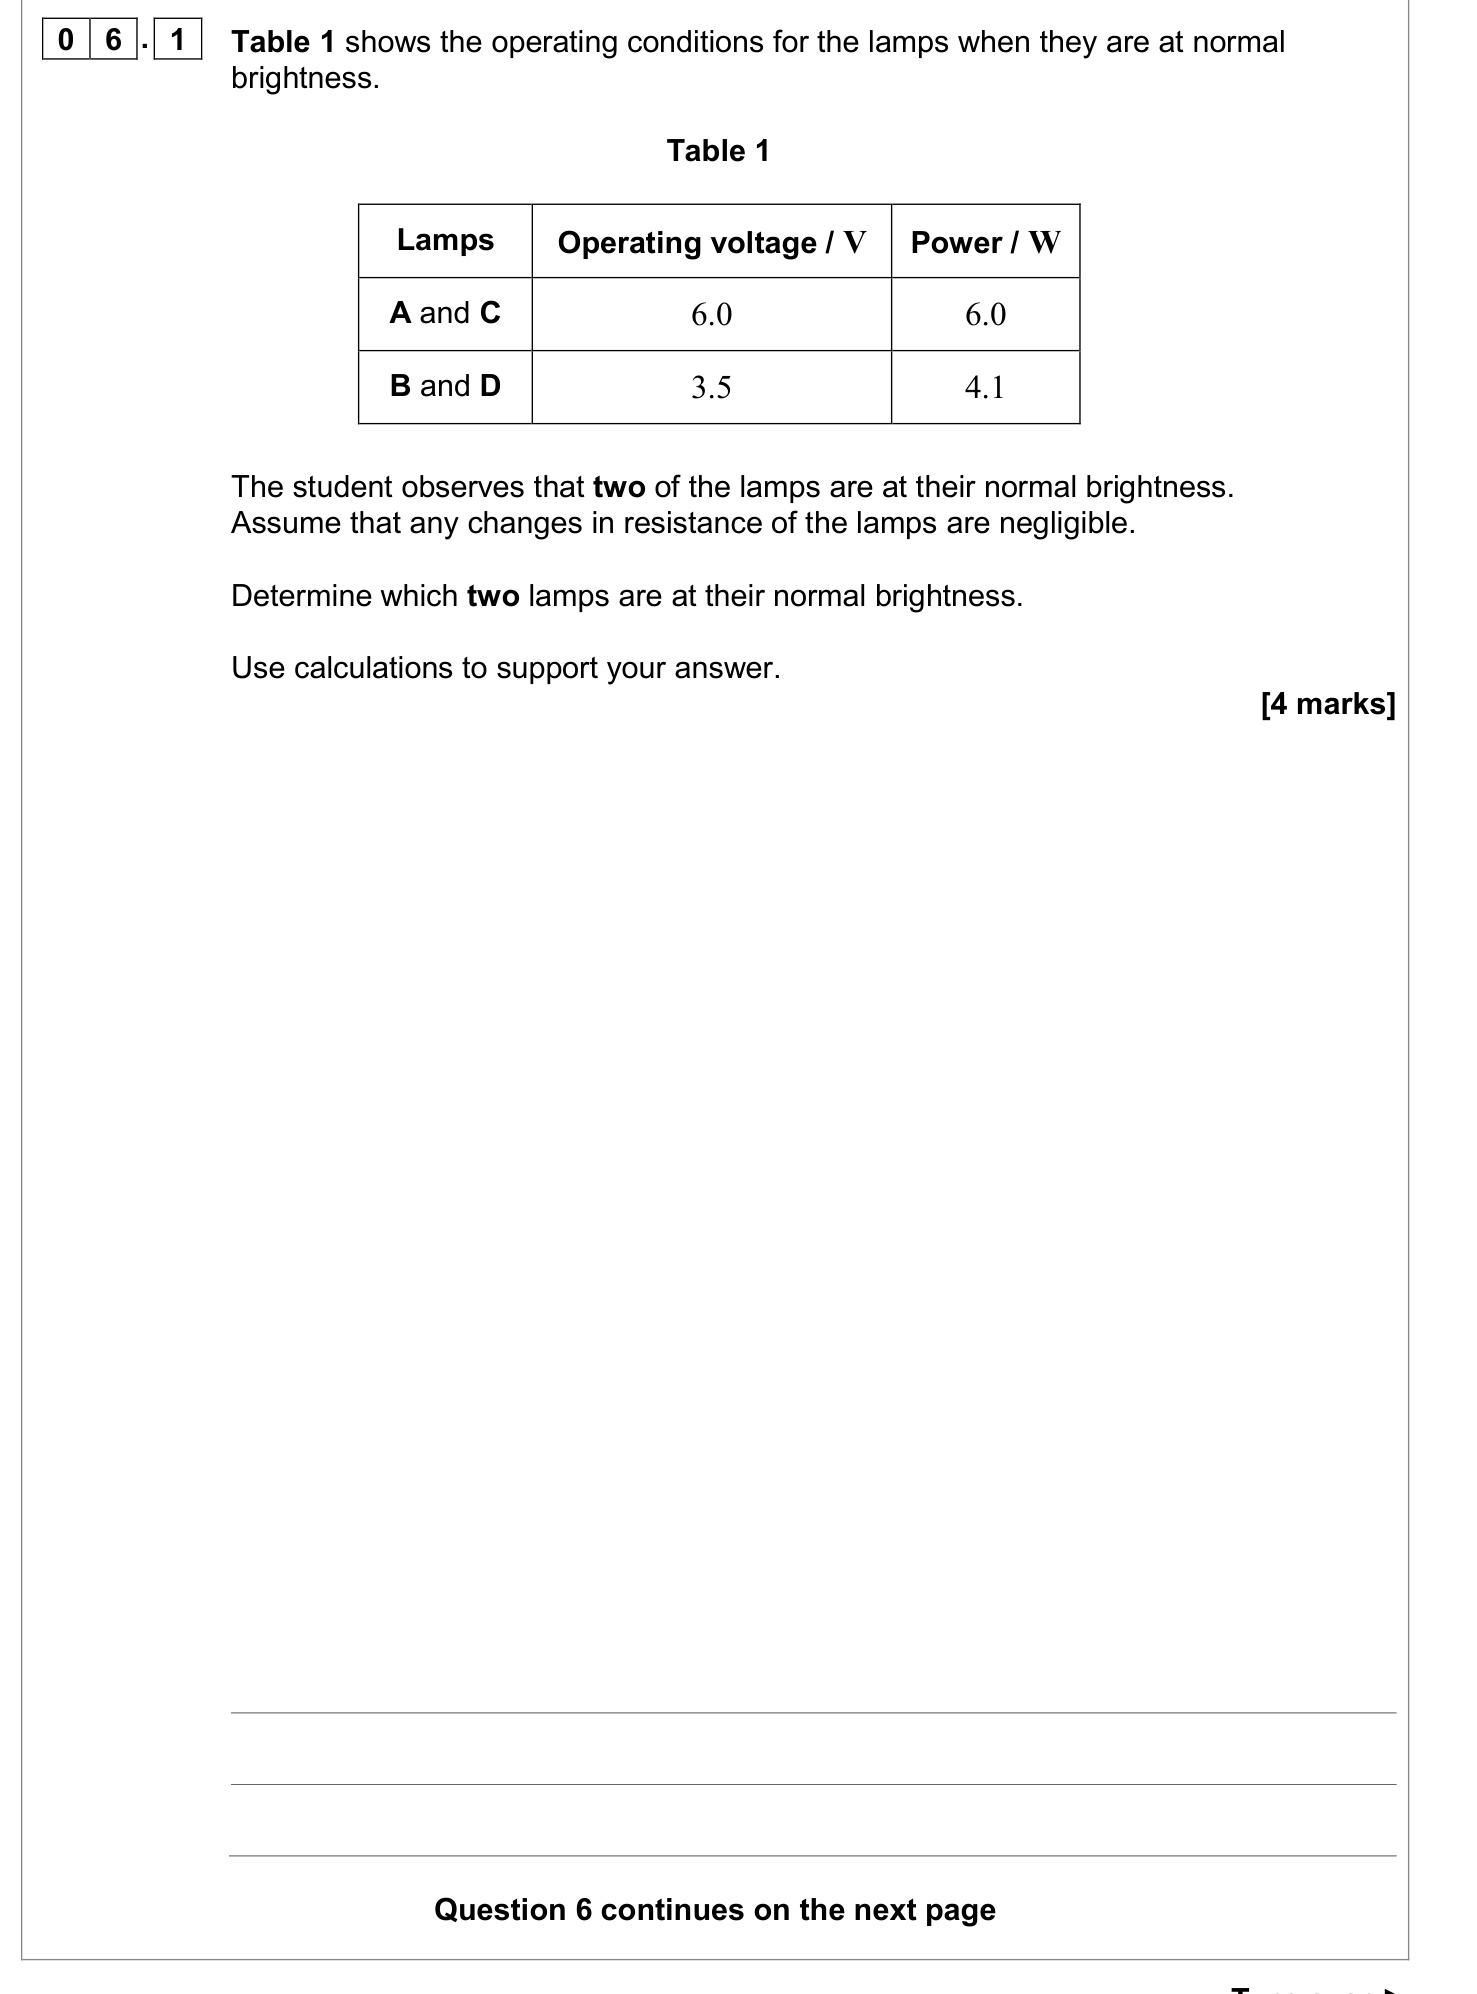 0 6 . 1 Table 1 shows the operating conditions for the lamps when they are at normal
brightness.
Table 1
Lamps Operating voltage / V Power / W
A and C 6.0 6.0
B and D 3.5 4.1
The student observes that two of the lamps are at their normal brightness.
Assume that any changes in resistance of the lamps are negligible.
Determine which two lamps are at their normal brightness.
Use calculations to support your answer.
[4 marks]
Question 6 continues on the next page